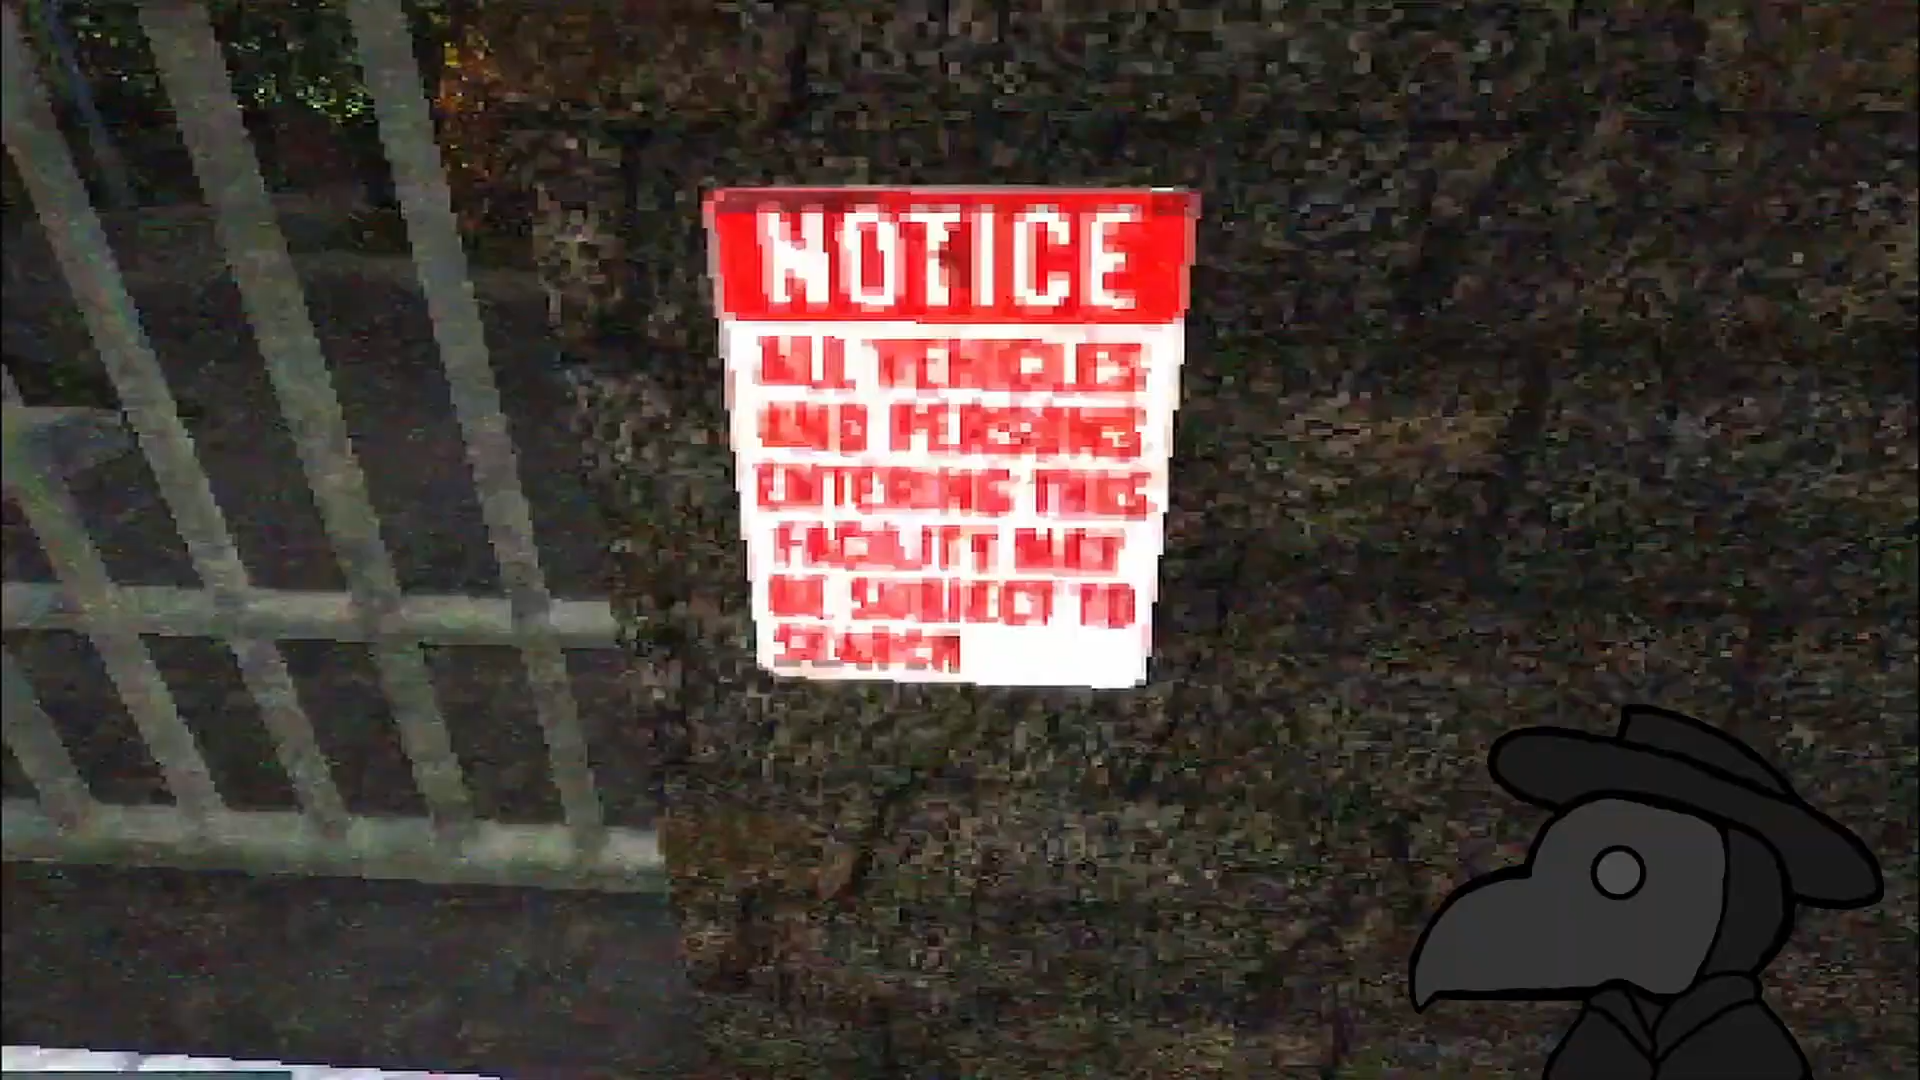 NOTICE
ALL VEHICLES
AND PERSONS
ENTERING THIS
FACILITY MAY
BE SUBJECT TO
SEARCH